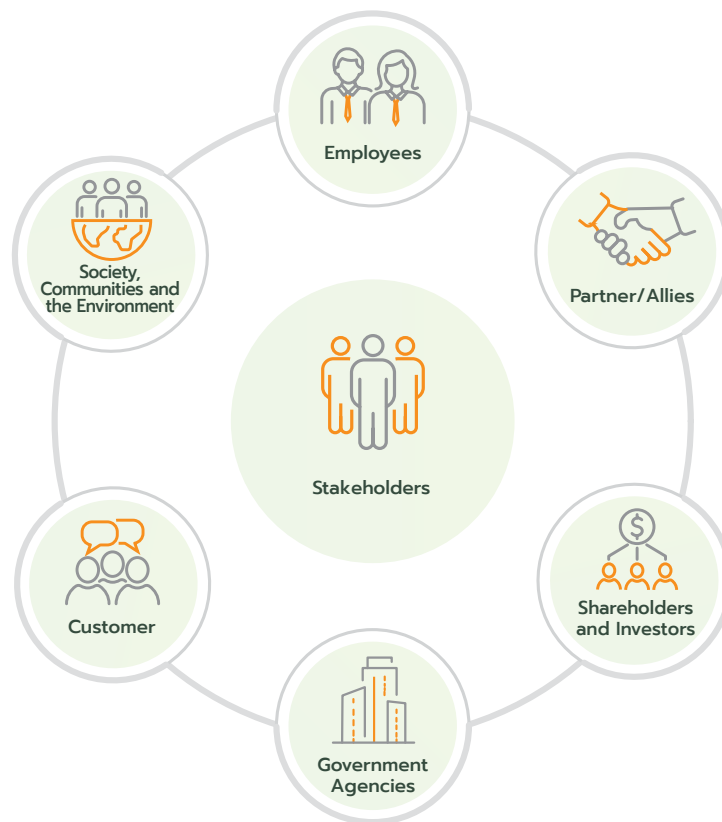 Employees
Society,
Communities and
the Environment
Partner/Allies
Stakeholders
Customer
$
Shareholders
and Investors
Government
Agencies